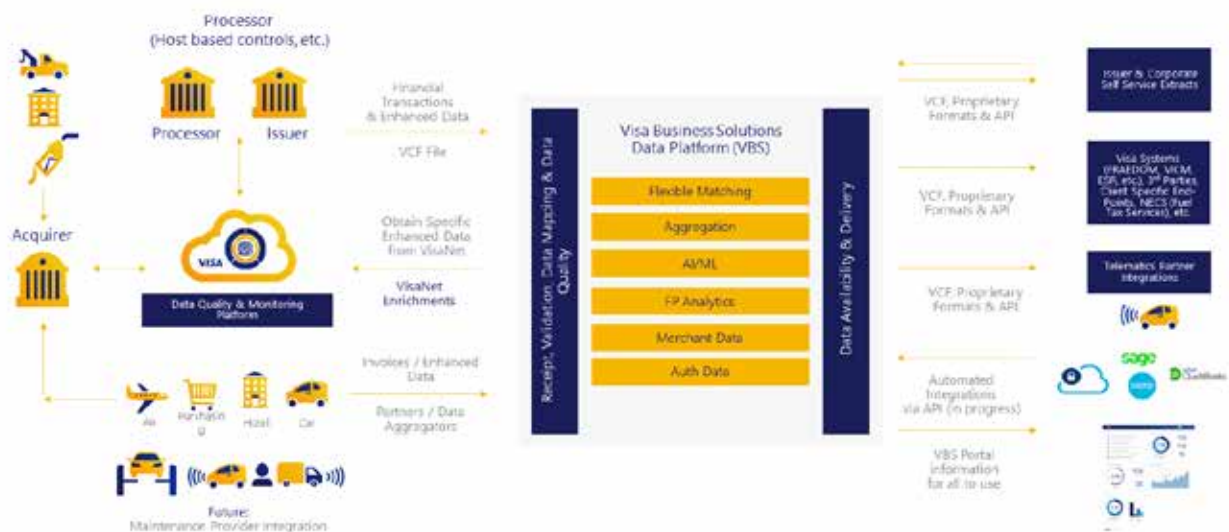 Processor
(Host based controls, etc.)
Processor
Issuer
Acquirer
VISA
Data Quality & Monitoring
Platform
Air
Purchasin
g
Hotel
Car
Future:
Maintenance Provider Integration
Financial
Transactions
& Enhanced Data
VCF File
Obtain Specific
Enhanced Data
from VisaNet
VisaNet
Enrichments
Invoices / Enhanced
Data
Partners / Data
Aggregators
Receipt, Validation, Data Mapping & Data
Quality
Visa Business Solutions
Data Platform (VBS)
Flexible Matching
Aggregation
AI/ML
FP Analytics
Merchant Data
Auth Data
Data Availability & Delivery
VCF, Proprietary
Formats & API
VCF, Proprietary
Formats & API
VCF, Proprietary
Formats & API
Automated
Integrations
via API (in progress)
VBS Portal
information
for all to use
Issuer & Corporate
Self Service Extracts
Visa Systems
(FRAEDOM, VICM,
ESR, etc.), 3rd Parties,
Client Specific End-
Points, NECS (Fuel
Tax Services), etc.
Telematics Partner
Integrations
sage
xero
QuickBooks